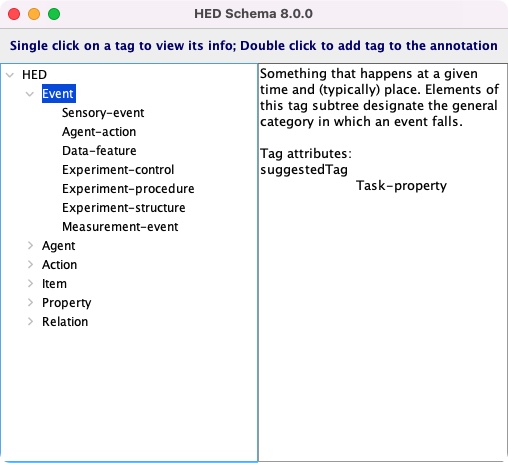 HED Schema 8.0.0
Single click on a tag to view its info; Double click to add tag to the annotation
HED
Event
Sensory-event
Agent-action
Data-feature
Experiment-control
Experiment-procedure
Experiment-structure
Measurement-event
Agent
Action
Item
Property
Relation
Something that happens at a given
time and (typically) place. Elements of
this tag subtree designate the general
category in which an event falls.
Tag attributes:
suggestedTag
Task-property